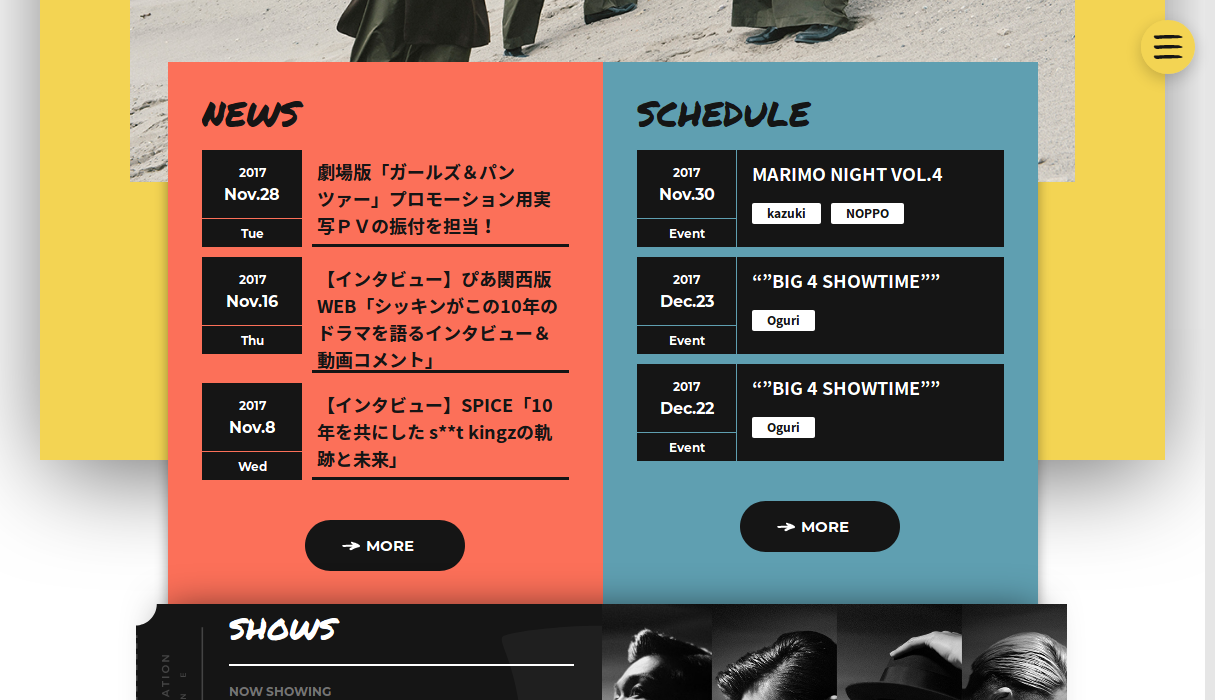 NEWS
2017
Nov.28
Tue
劇場版「ガールズ＆パン
ツァー」プロモーション用実
写ＰＶの振付を担当！
2017
Nov.16
Thu
【インタビュー】ぴあ関西版
WEB「シッキンがこの10年の
ドラマを語るインタビュー＆
動画コメント」
2017
Nov.8
Wed
【インタビュー】SPICE「10
年を共にした s**t kingzの軌
跡と未来」
MORE
SCHEDULE
2017
Nov.30
Event
MARIMO NIGHT VOL.4
kazuki NOPPO
2017
Dec.23
Event
“”BIG 4 SHOWTIME””
Oguri
2017
Dec.22
Event
“”BIG 4 SHOWTIME””
Oguri
MORE
SHOWS
NOW SHOWING